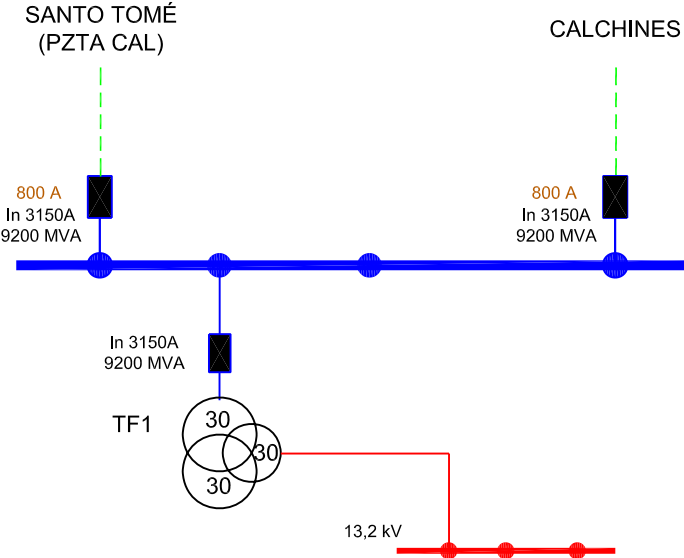 SANTO TOMÉ
(PZTA CAL)
CALCHINES
800 A
In 3150A
9200 MVA
800 A
In 3150A
9200 MVA
In 3150A
9200 MVA
TF1
30
30
30
13,2 kV